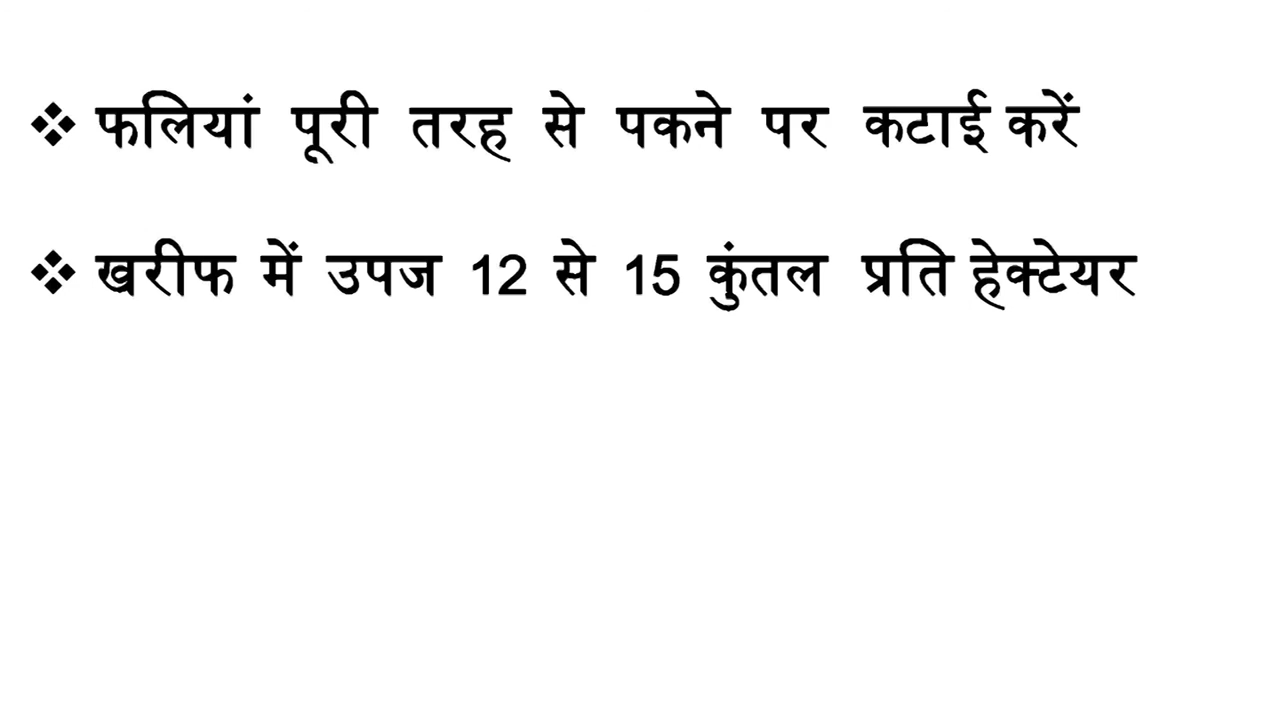 ❖ फलियां पूरी तरह से पकने पर कटाई करें
❖ खरीफ में उपज 12 से 15 कुंतल प्रति हेक्टेयर